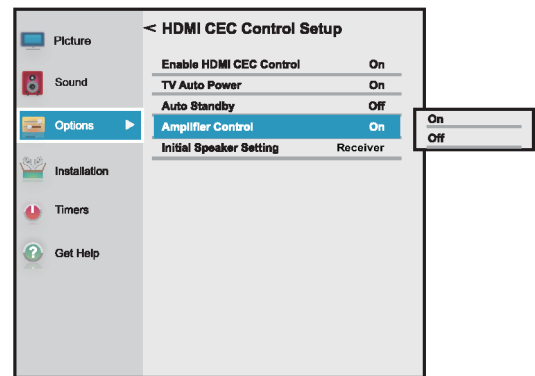 < HDMI CEC Control Setup
Picture
Sound
Options
Installation
Timers
Get Help
Enable HDMI CEC Control On
TV Auto Power On
Auto Standby Off
Amplifier Control On
Initial Speaker Setting Receiver
On
Off